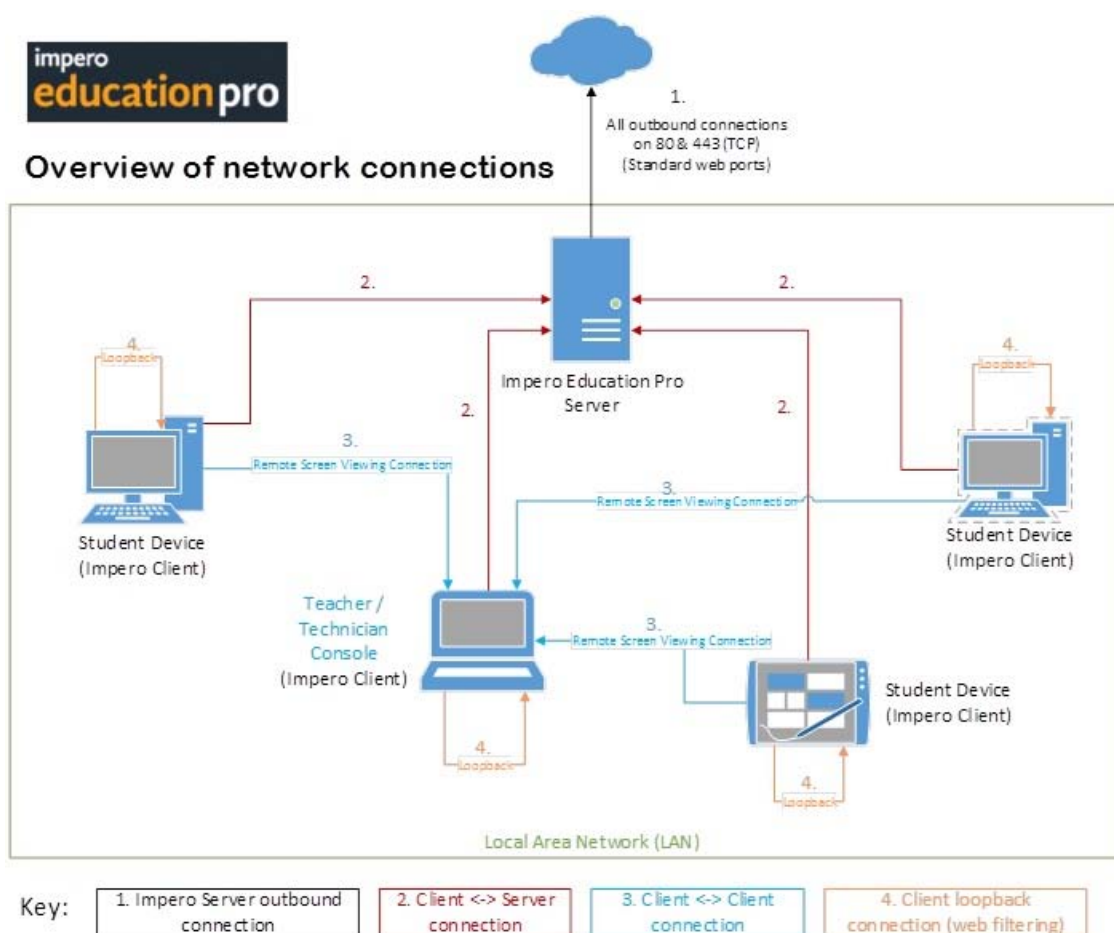 impero
education pro
Overview of network connections
1.
All outbound connections
on 80 & 443 (TCP)
(Standard web ports)
2.
2.
4.
Loopback
4.
Loopback
Impero Education Pro
Server
2.
2.
3.
Remote Screen Viewing Connection
3.
Remote Screen Viewing Connection
Student Device
(Impero Client)
Student Device
(Impero Client)
Teacher /
Technician
Console
(Impero Client)
3.
Remote Screen Viewing Connection
Student Device
(Impero Client)
4.
Loopback
4.
Loopback
Local Area Network (LAN)
Key:
1. Impero Server outbound
connection
2. Client <-> Server
connection
3. Client <-> Client
connection
4. Client loopback
connection (web filtering)